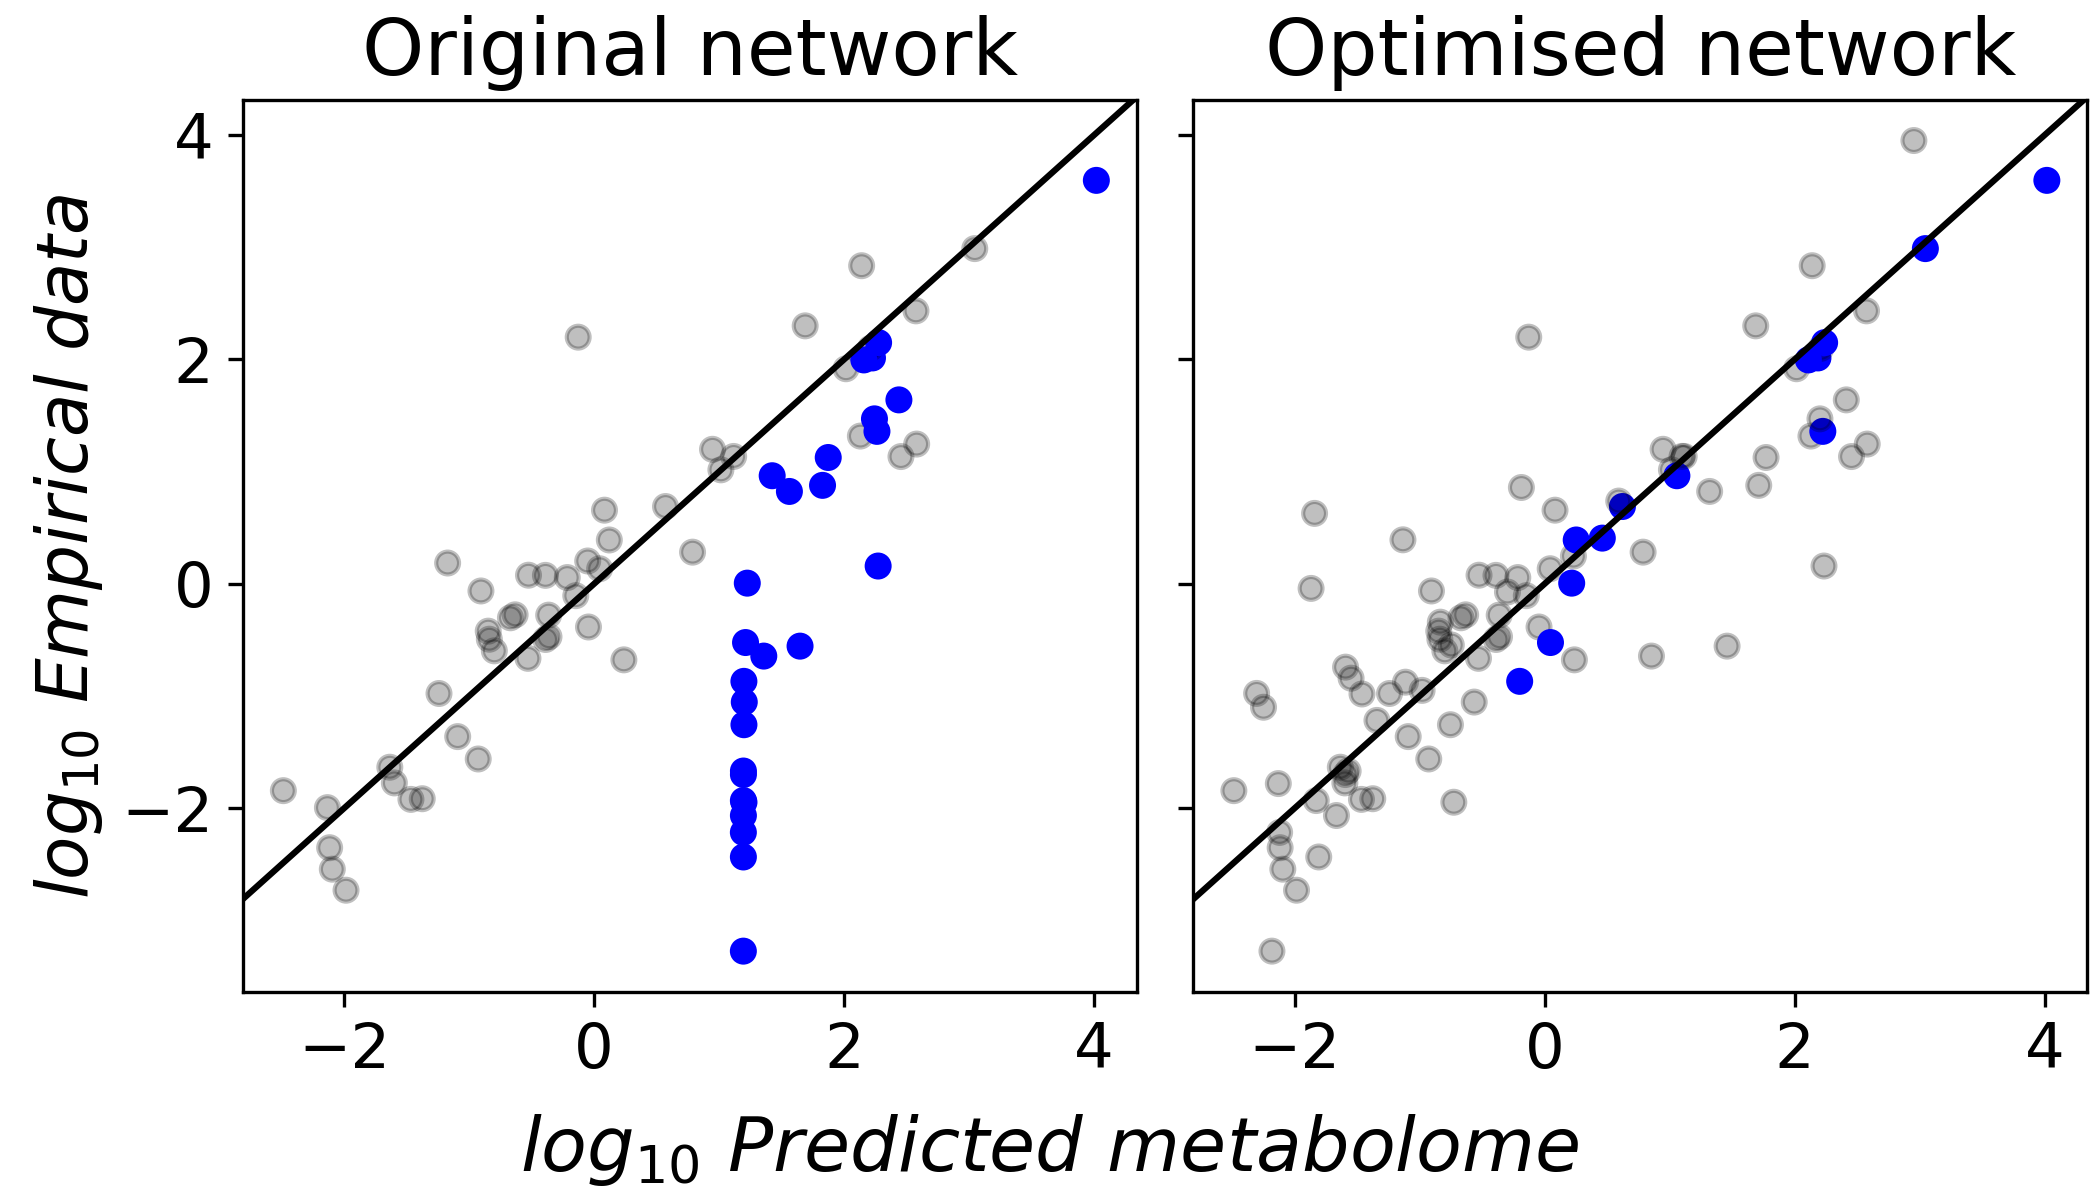 Original network
Optimised network
4
2
0
−2
log10 Empirical data
−2 0 2 4
−2 0 2 4
log10 Predicted metabolome